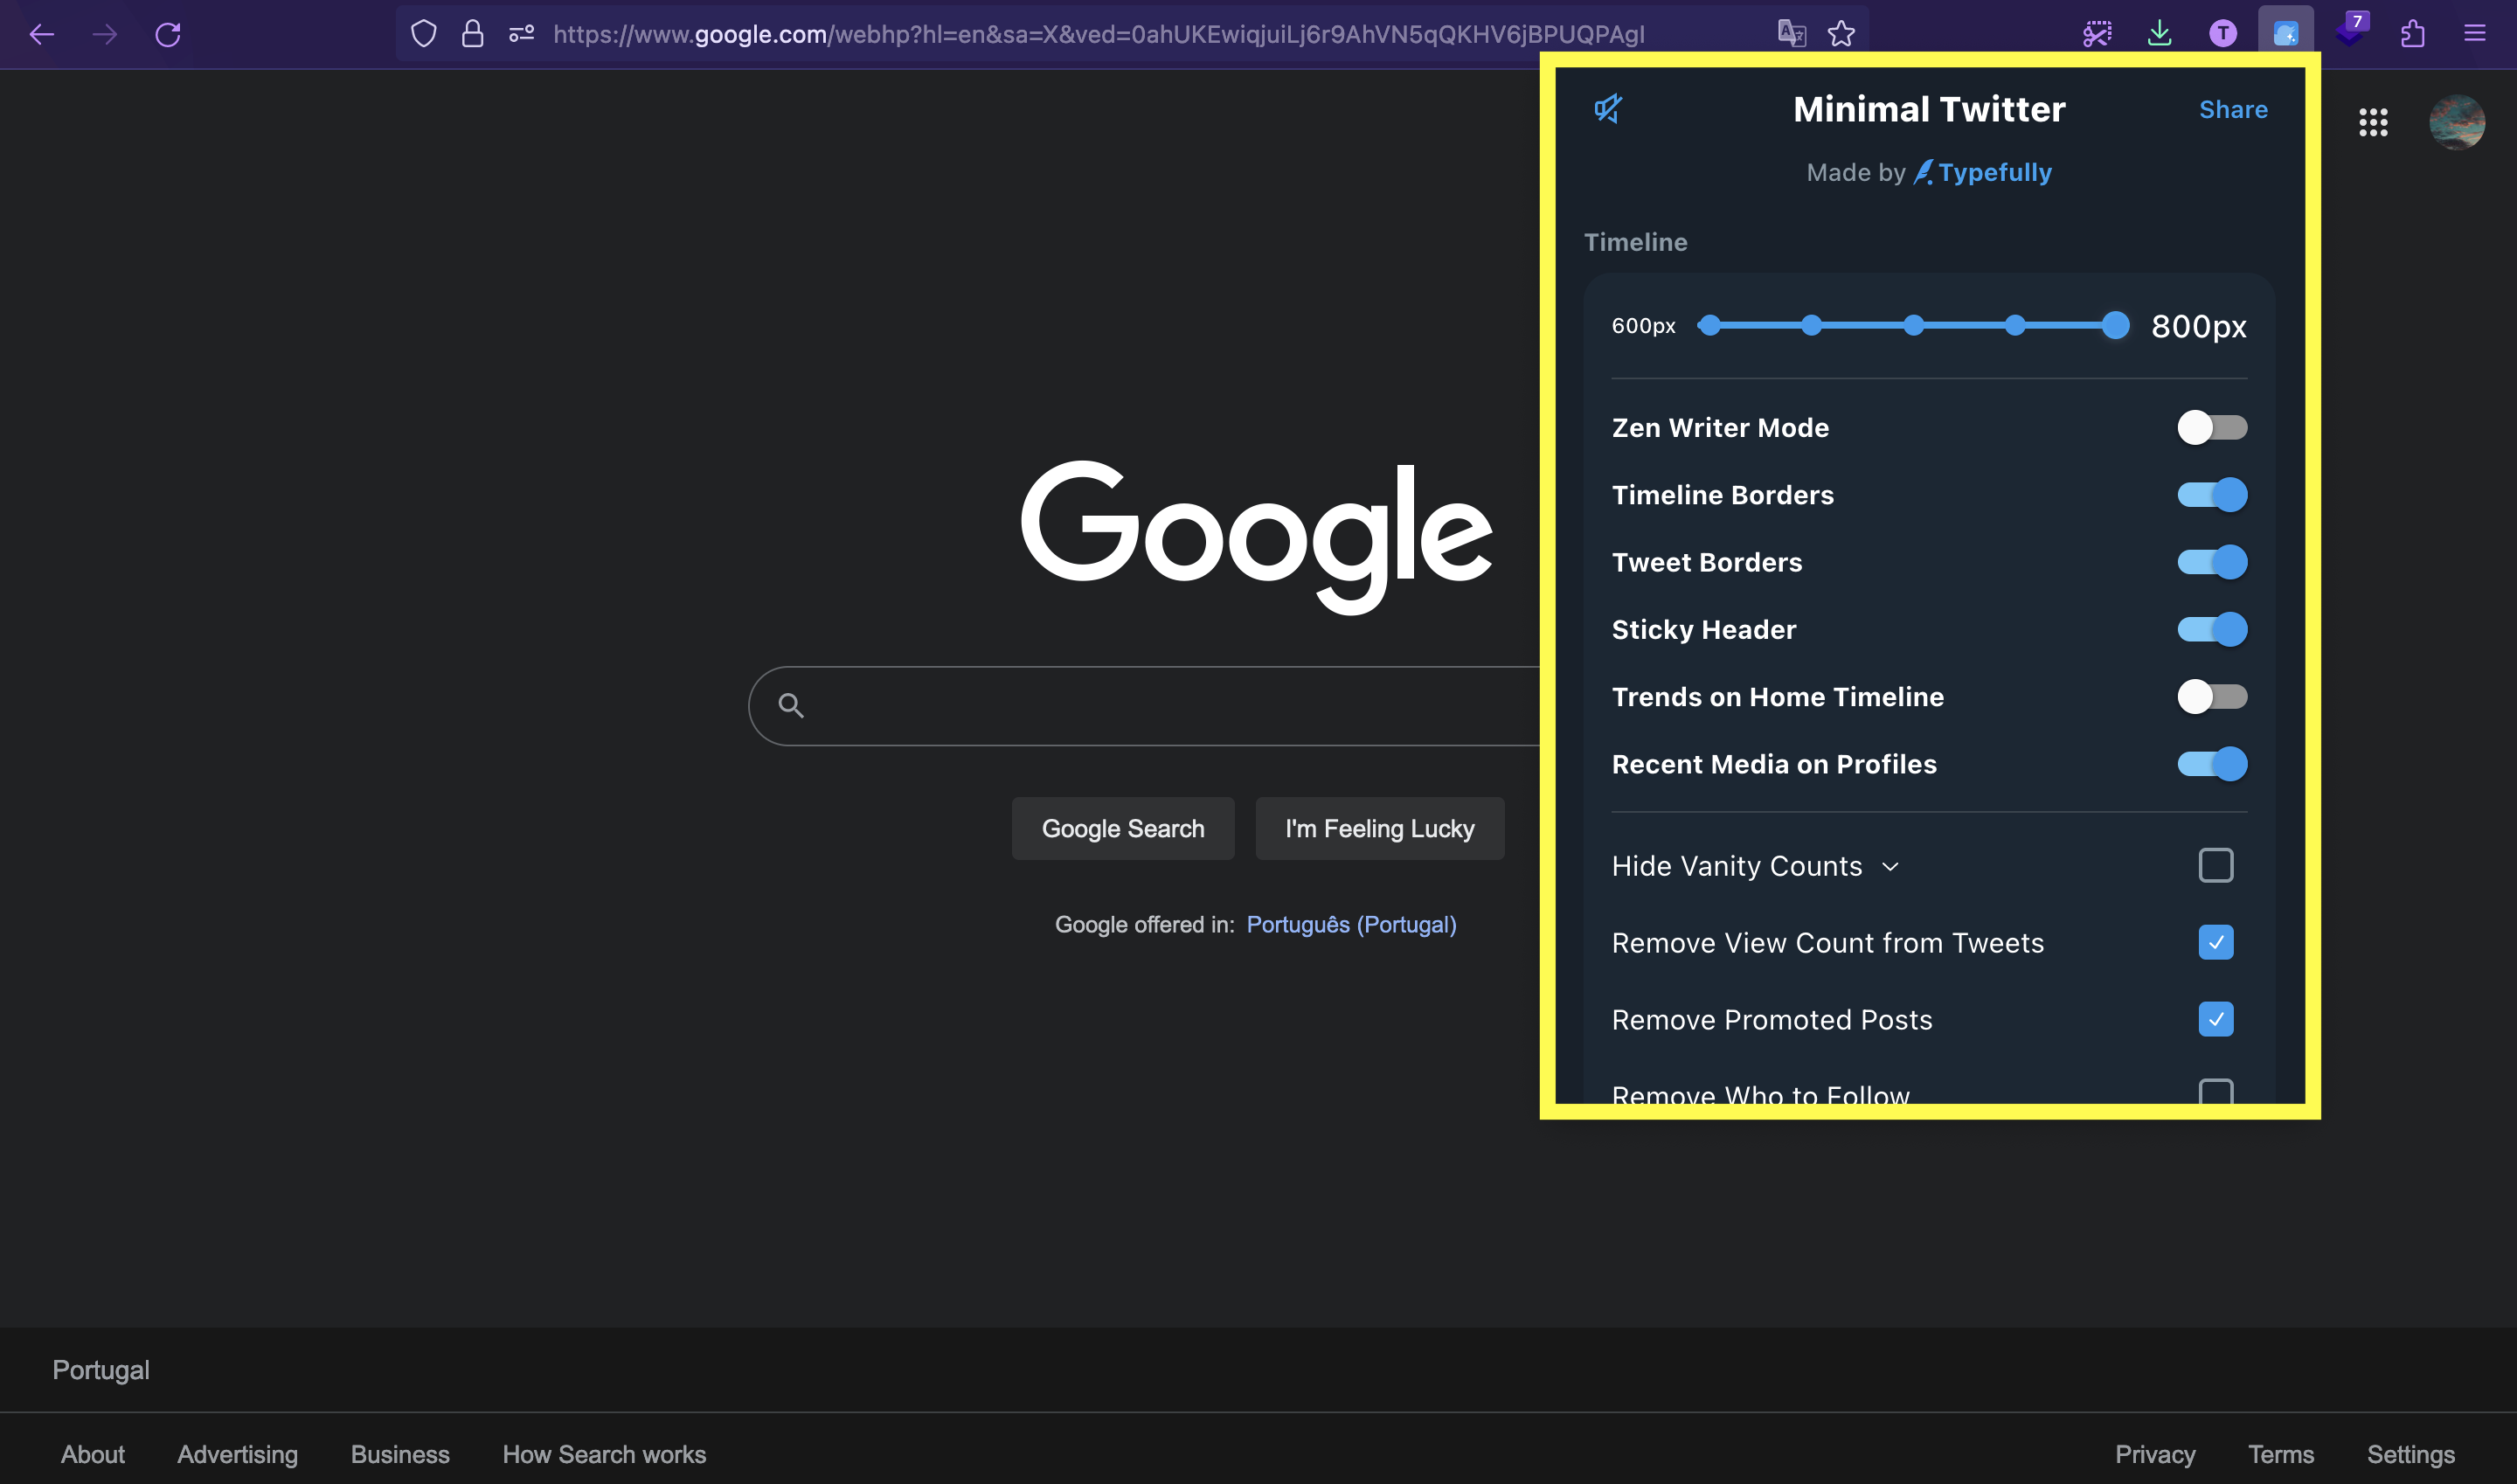 https://www.google.com/webhp?hl=en&sa=X&ved=0ahUKEwiqjuiLj6r9AhVN5qQKHV6jBPUQPAgI
T
7
Minimal Twitter
Share
Made by Typefully
Timeline
600px
800px
Zen Writer Mode
Timeline Borders
Tweet Borders
Sticky Header
Trends on Home Timeline
Recent Media on Profiles
Hide Vanity Counts
Remove View Count from Tweets
Remove Promoted Posts
Remove Who to Follow
Google
Google Search
I'm Feeling Lucky
Google offered in: Português (Portugal)
Portugal
About Advertising Business How Search works
Privacy Terms Settings